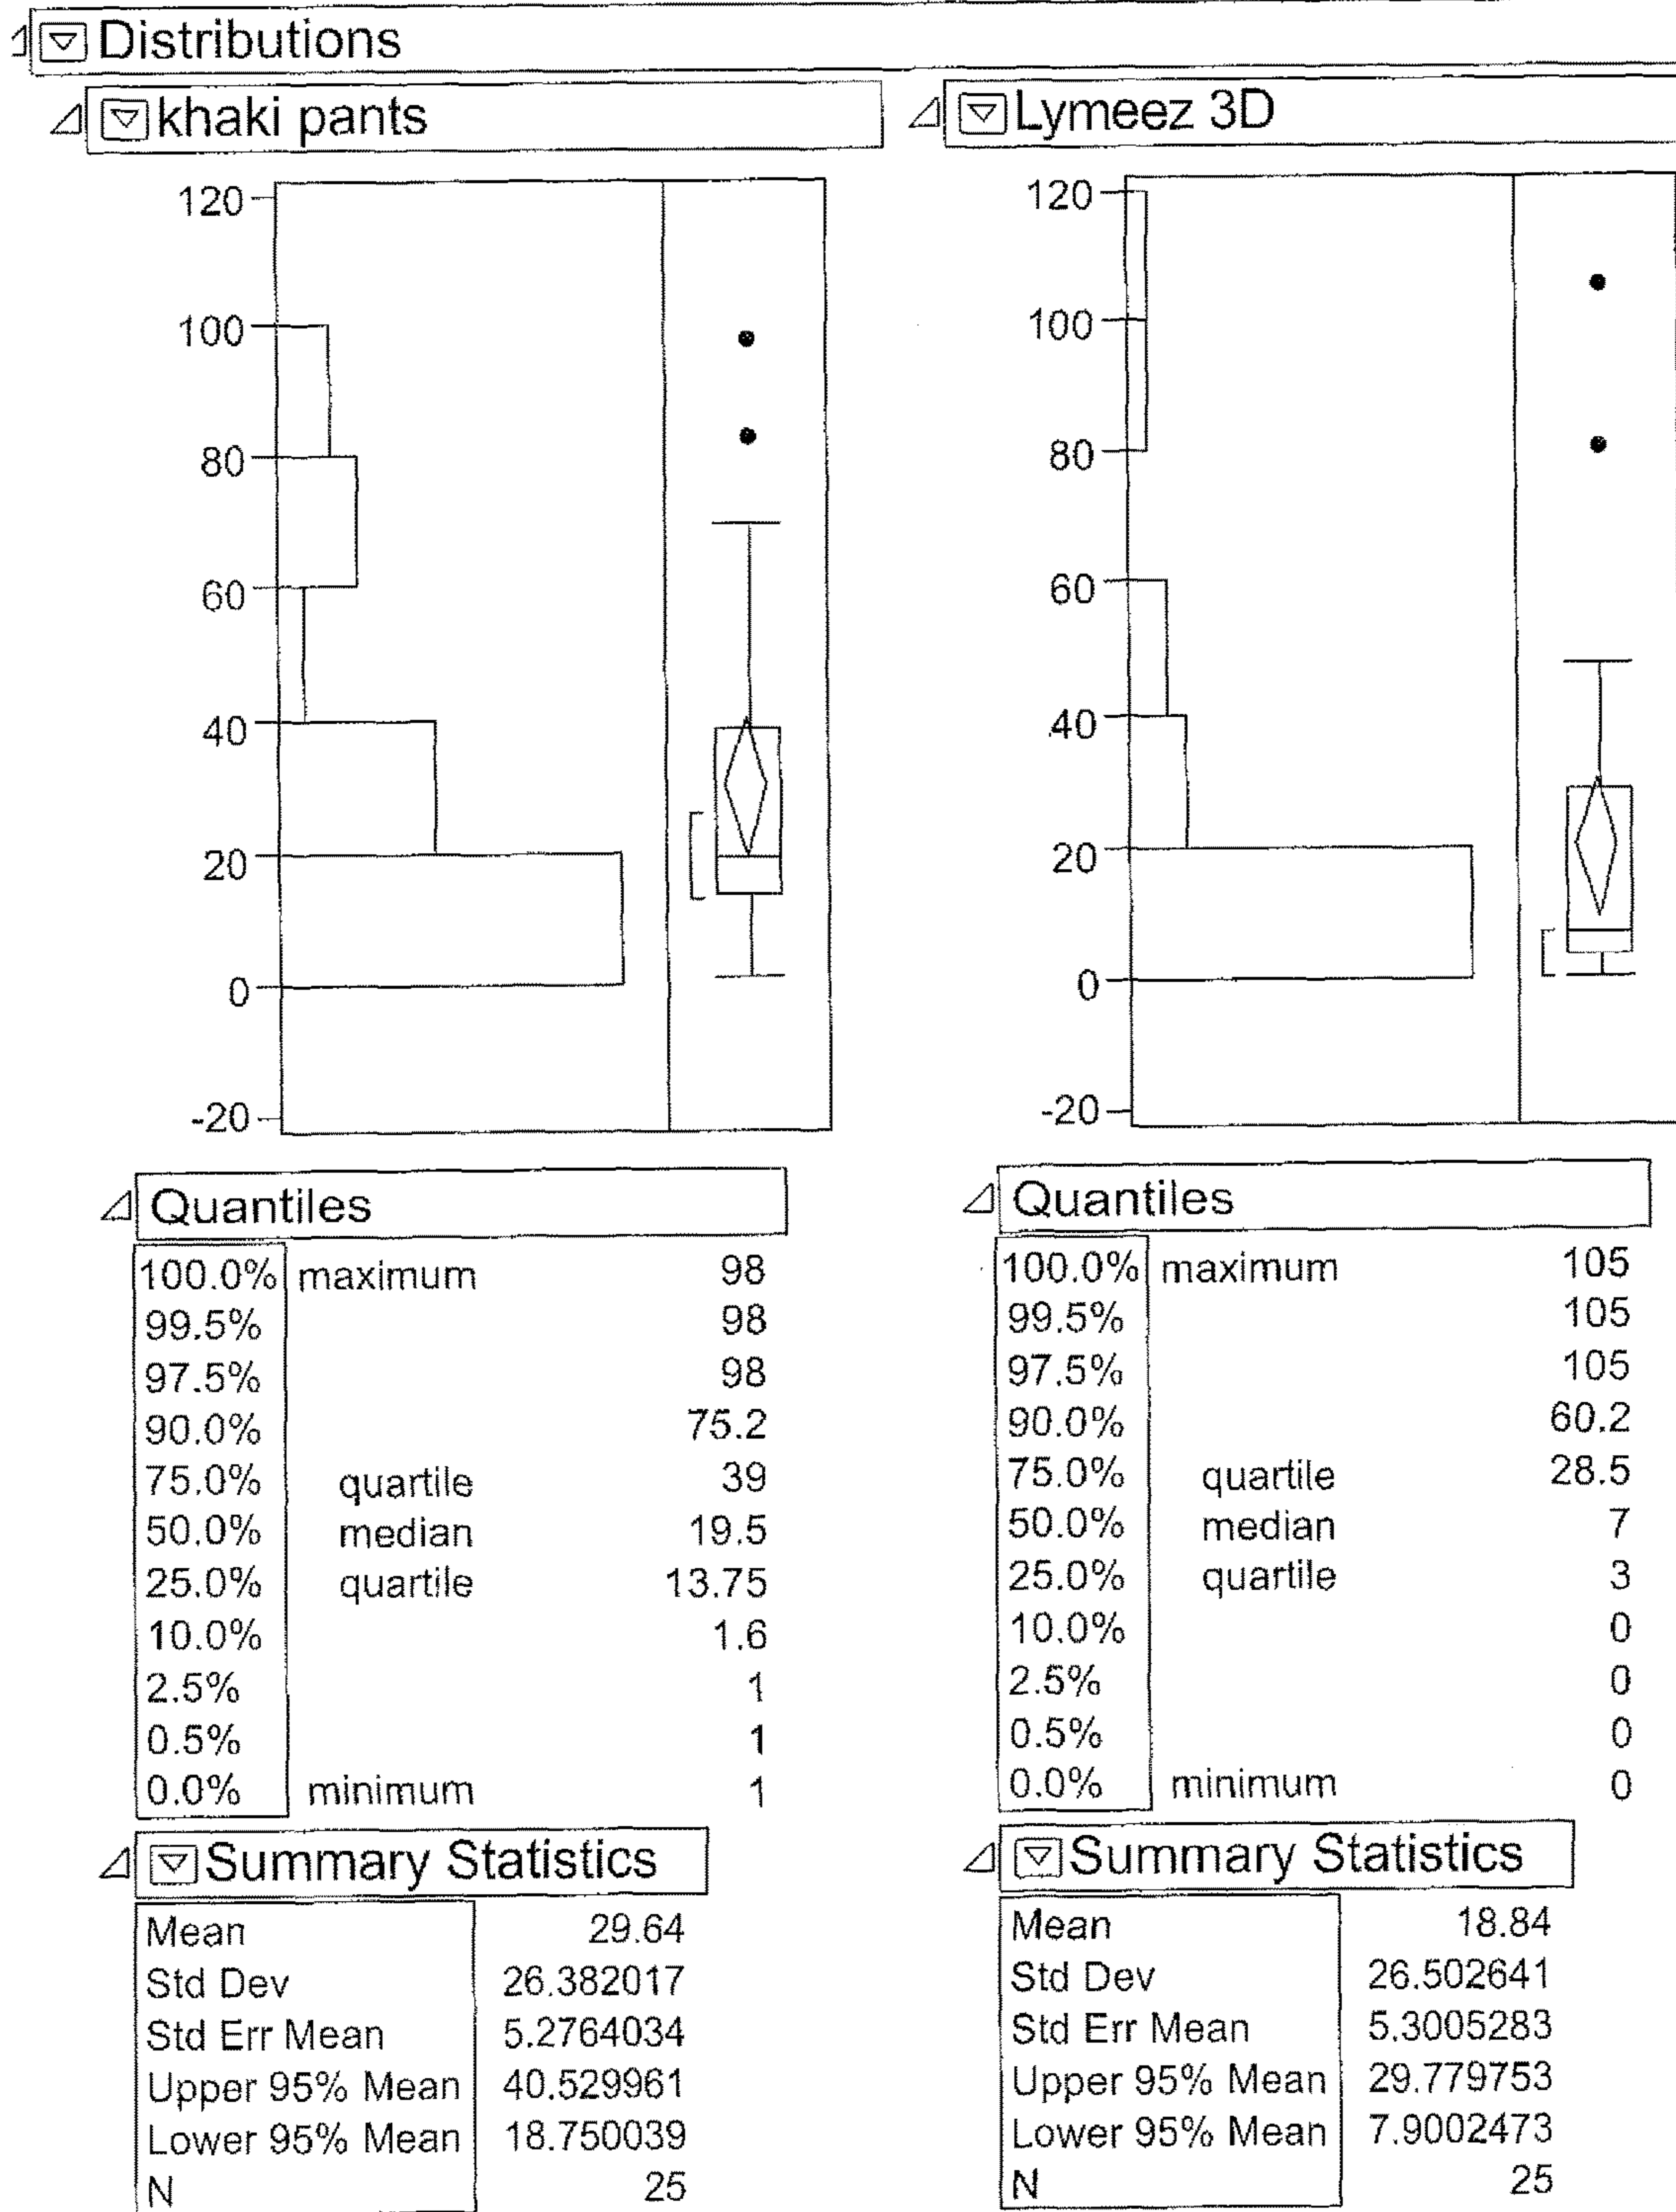 Distributions
khaki pants
120
100
80
60
40
20
0
-20
Quantiles
100.0% maximum 98
99.5% 98
97.5% 98
90.0% 75.2
75.0% quartile 39
50.0% median 19.5
25.0% quartile 13.75
10.0% 1.6
2.5% 1
0.5% 1
0.0% minimum 1
Summary Statistics
Mean 29.64
Std Dev 26.382017
Std Err Mean 5.2764034
Upper 95% Mean 40.529961
Lower 95% Mean 18.750039
N 25
Lymeez 3D
120
100
80
60
40
20
0
-20
Quantiles
100.0% maximum 105
99.5% 105
97.5% 105
90.0% 60.2
75.0% quartile 28.5
50.0% median 7
25.0% quartile 3
10.0% 0
2.5% 0
0.5% 0
0.0% minimum 0
Summary Statistics
Mean 18.84
Std Dev 26.502641
Std Err Mean 5.3005283
Upper 95% Mean 29.779753
Lower 95% Mean 7.9002473
N 25